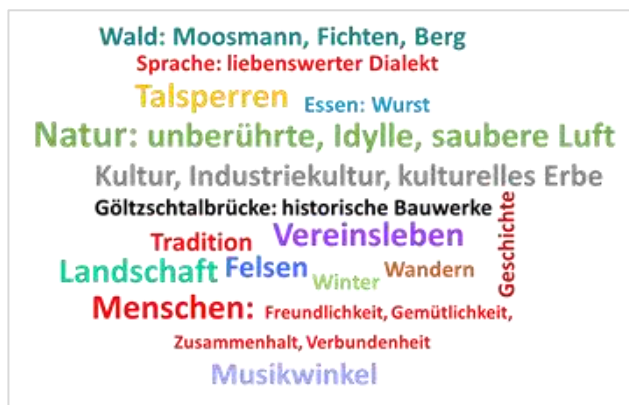 Wald: Moosmann, Fichten, Berg
Sprache: liebenswerter Dialekt
Talsperren Essen: Wurst
Natur: unberührte, Idylle, saubere Luft
Kultur, Industriekultur, kulturelles Erbe
Göltzschtalbrücke: historische Bauwerke
Geschichte
Tradition Vereinsleben
Landschaft Felsen Winter Wandern
Menschen: Freundlichkeit, Gemütlichkeit,
Zusammenhalt, Verbundenheit
Musikwinkel